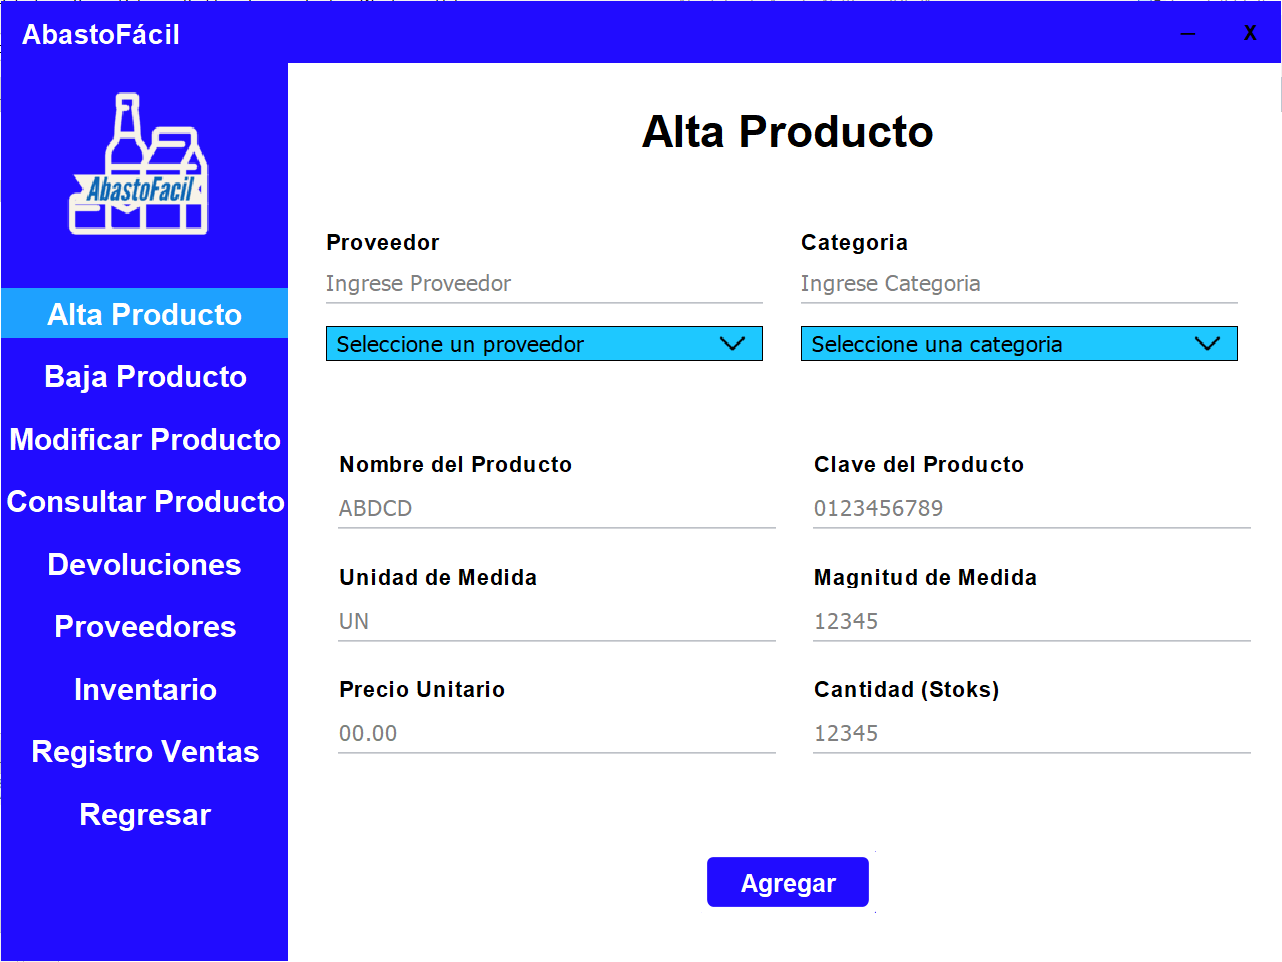 AbastoFácil
X
AbastoFacil
Alta Producto
Baja Producto
Modificar Producto
Consultar Producto
Devoluciones
Proveedores
Inventario
Registro Ventas
Regresar
Alta Producto
Proveedor
Ingrese Proveedor
Seleccione un proveedor
Categoria
Ingrese Categoria
Seleccione una categoria
Nombre del Producto
ABDCD
Clave del Producto
0123456789
Unidad de Medida
UN
Magnitud de Medida
12345
Precio Unitario
00.00
Cantidad (Stoks)
12345
Agregar